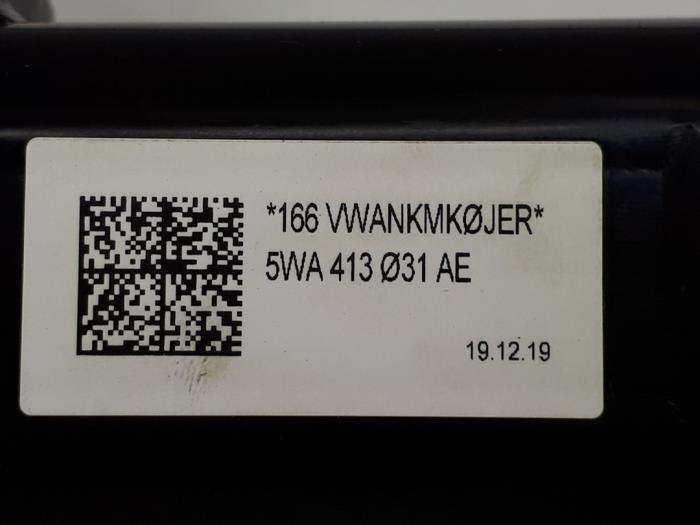 *166 VWANKMKØJER*
5WA 413 Ø31 AE
19.12.19